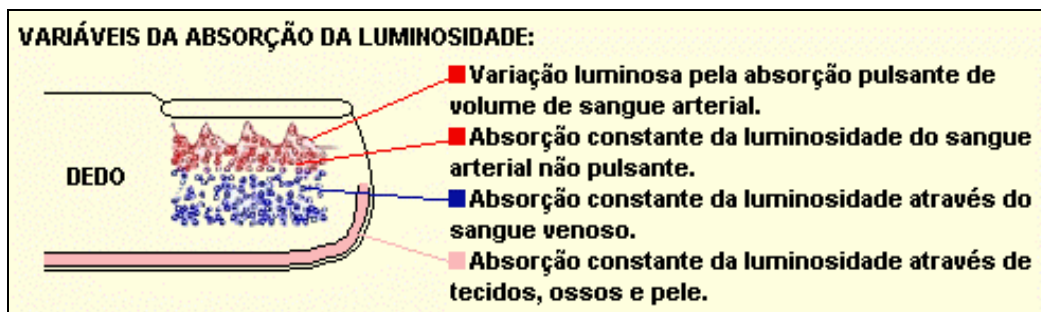 VARIÁVEIS DA ABSORÇÃO DA LUMINOSIDADE:
Variação luminosa pela absorção pulsante de
volume de sangue arterial.
Absorção constante da luminosidade do sangue
arterial não pulsante.
DEDO
Absorção constante da luminosidade através do
sangue venoso.
Absorção constante da luminosidade através de
tecidos, ossos e pele.